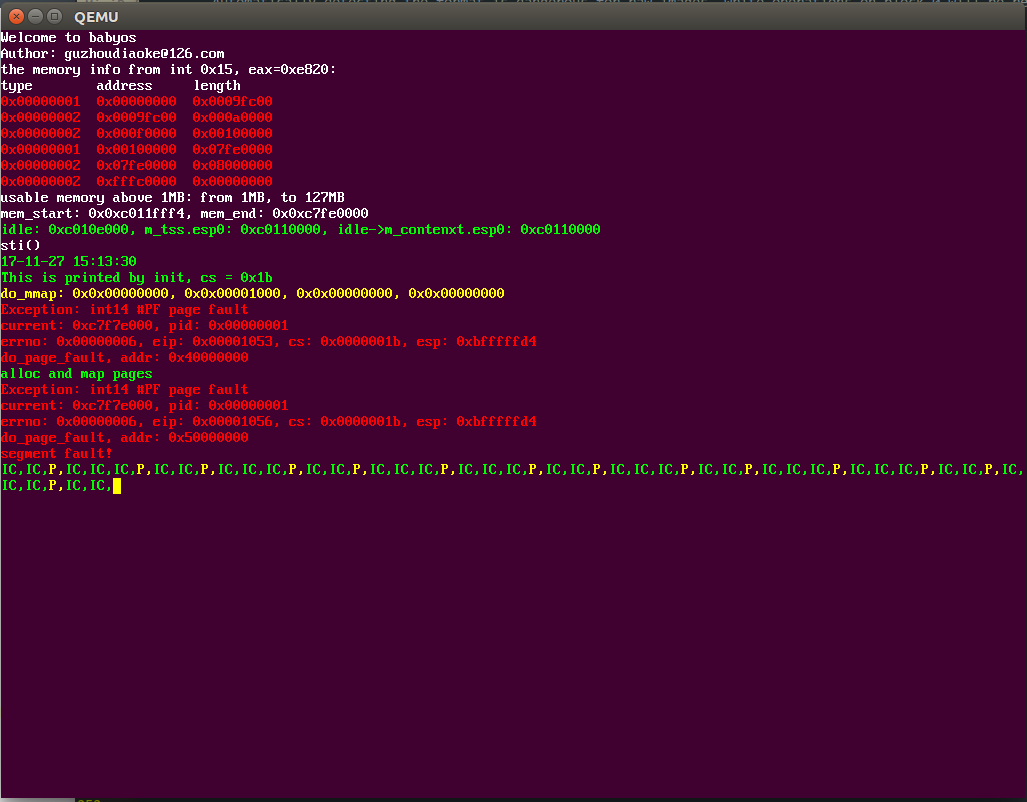 QEMU
Welcome to babyos
Author: guzhoudiaoke@126.com
the memory info from int 0x15, eax=0xe820:
type address length
0x00000001 0x00000000 0x0009fc00
0x00000002 0x0009fc00 0x000a0000
0x00000002 0x000f0000 0x00100000
0x00000001 0x00100000 0x07fe0000
0x00000002 0x07fe0000 0x08000000
0x00000002 0xfffc0000 0x00000000
usable memory above 1MB: from 1MB, to 127MB
mem_start: 0x0xc011fff4, mem_end: 0x0xc7fe0000
idle: 0xc010e000, m_tss.esp0: 0xc0110000, idle->m_contenxt.esp0: 0xc0110000
sti()
17-11-27 15:13:30
This is printed by init, cs = 0x1b
do_mmap: 0x0x00000000, 0x0x00001000, 0x0x00000000, 0x0x00000000
Exception: int14 #PF page fault
current: 0xc7f7e000, pid: 0x00000001
errno: 0x00000006, eip: 0x00001053, cs: 0x0000001b, esp: 0xbfffffd4
do_page_fault, addr: 0x40000000
alloc and map pages
Exception: int14 #PF page fault
current: 0xc7f7e000, pid: 0x00000001
errno: 0x00000006, eip: 0x00001056, cs: 0x0000001b, esp: 0xbfffffd4
do_page_fault, addr: 0x50000000
segment fault!
IC,IC,P,IC,IC,IC,P,IC,IC,P,IC,IC,IC,P,IC,IC,P,IC,IC,IC,P,IC,IC,IC,P,IC,IC,P,IC,IC,IC,P,IC,IC,P,IC,IC,IC,P,IC,IC,IC,P,IC,IC,P,IC,
IC,IC,P,IC,IC,